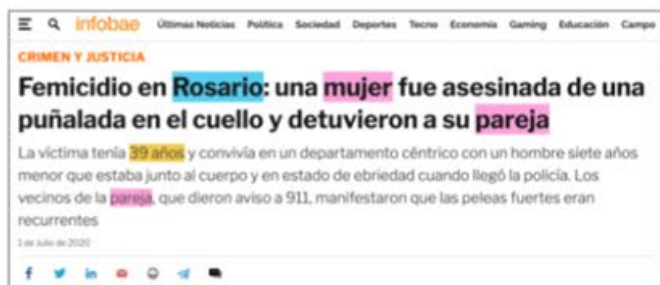 infobae Últimas Noticias Política Sociedad Deportes Tecno Economía Gaming Educación Campo
CRIMEN Y JUSTICIA
Femicidio en Rosario: una mujer fue asesinada de una
puñalada en el cuello y detuvieron a su pareja
La víctima tenía 39 años y convivía en un departamento céntrico con un hombre siete años
menor que estaba junto al cuerpo y en estado de ebriedad cuando llegó la policía. Los
vecinos de la pareja, que dieron aviso a 911, manifestaron que las peleas fuertes eran
recurrentes
1 de Julio de 2020